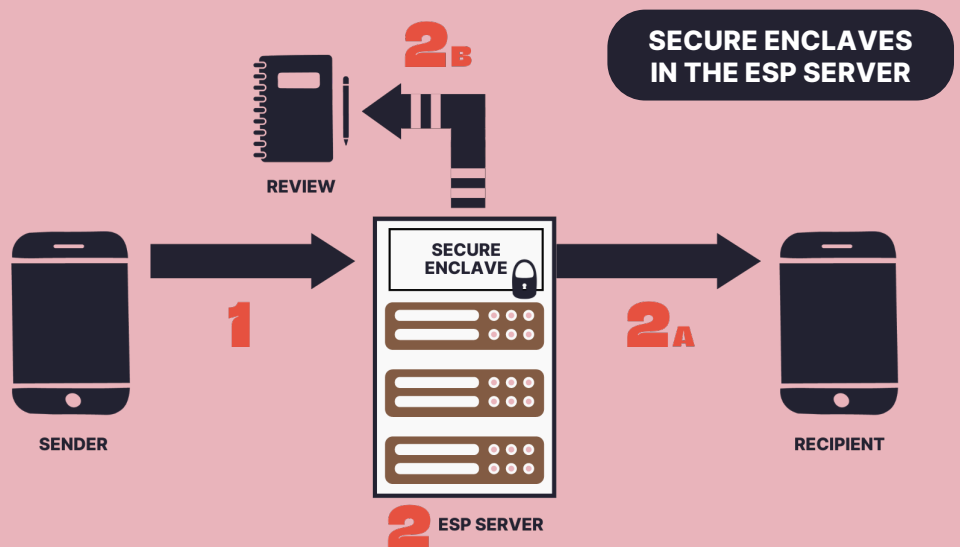 SECURE ENCLAVES
IN THE ESP SERVER
2B
REVIEW
SECURE
ENCLAVE
1
2A
SENDER
RECIPIENT
2 ESP SERVER